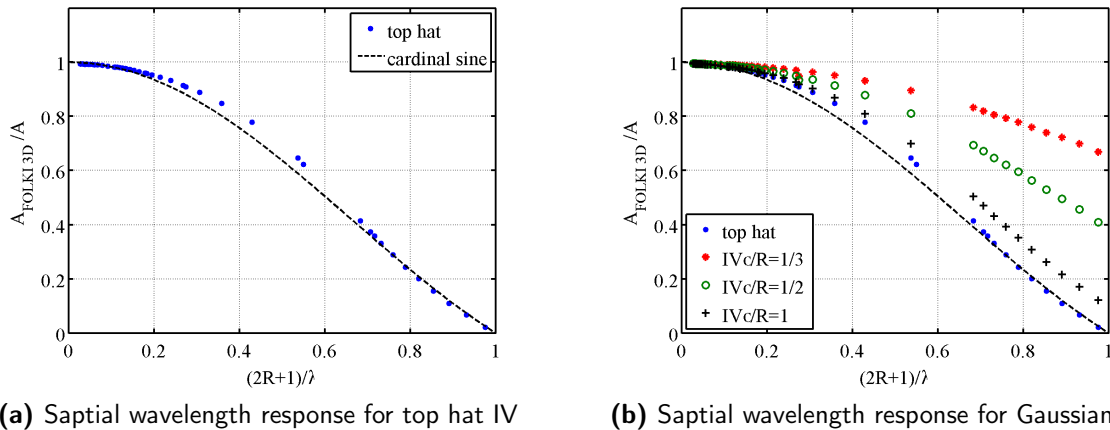 top hat
cardinal sine
1
0.8
0.6
0.4
0.2
0
A_FOLKI 3D /A
0 0.2 0.4 0.6 0.8 1
(2R+1)/λ
(a) Saptial wavelength response for top hat IV
1
0.8
0.6
0.4
0.2
0
A_FOLKI 3D /A
top hat
IVc/R=1/3
IVc/R=1/2
IVc/R=1
0 0.2 0.4 0.6 0.8 1
(2R+1)/λ
(b) Saptial wavelength response for Gaussian